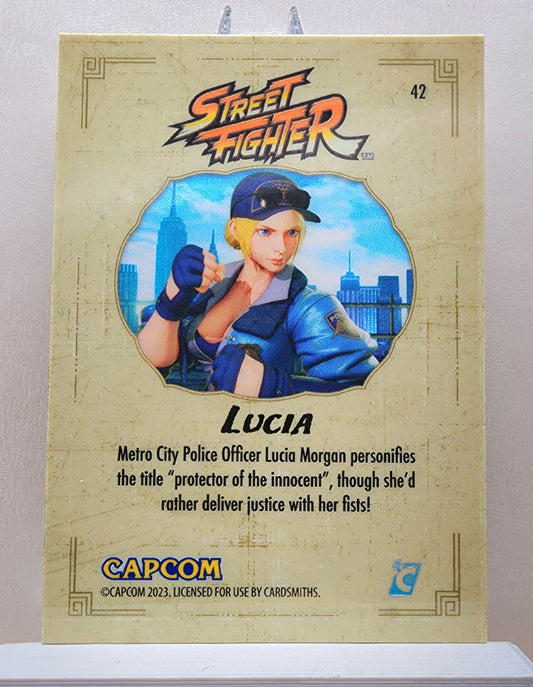 42
STREET
FIGHTER™
LUCIA
Metro City Police Officer Lucia Morgan personifies
the title “protector of the innocent”, though she’d
rather deliver justice with her fists!
CAPCOM
©CAPCOM 2023. LICENSED FOR USE BY CARDSMITHS.
C